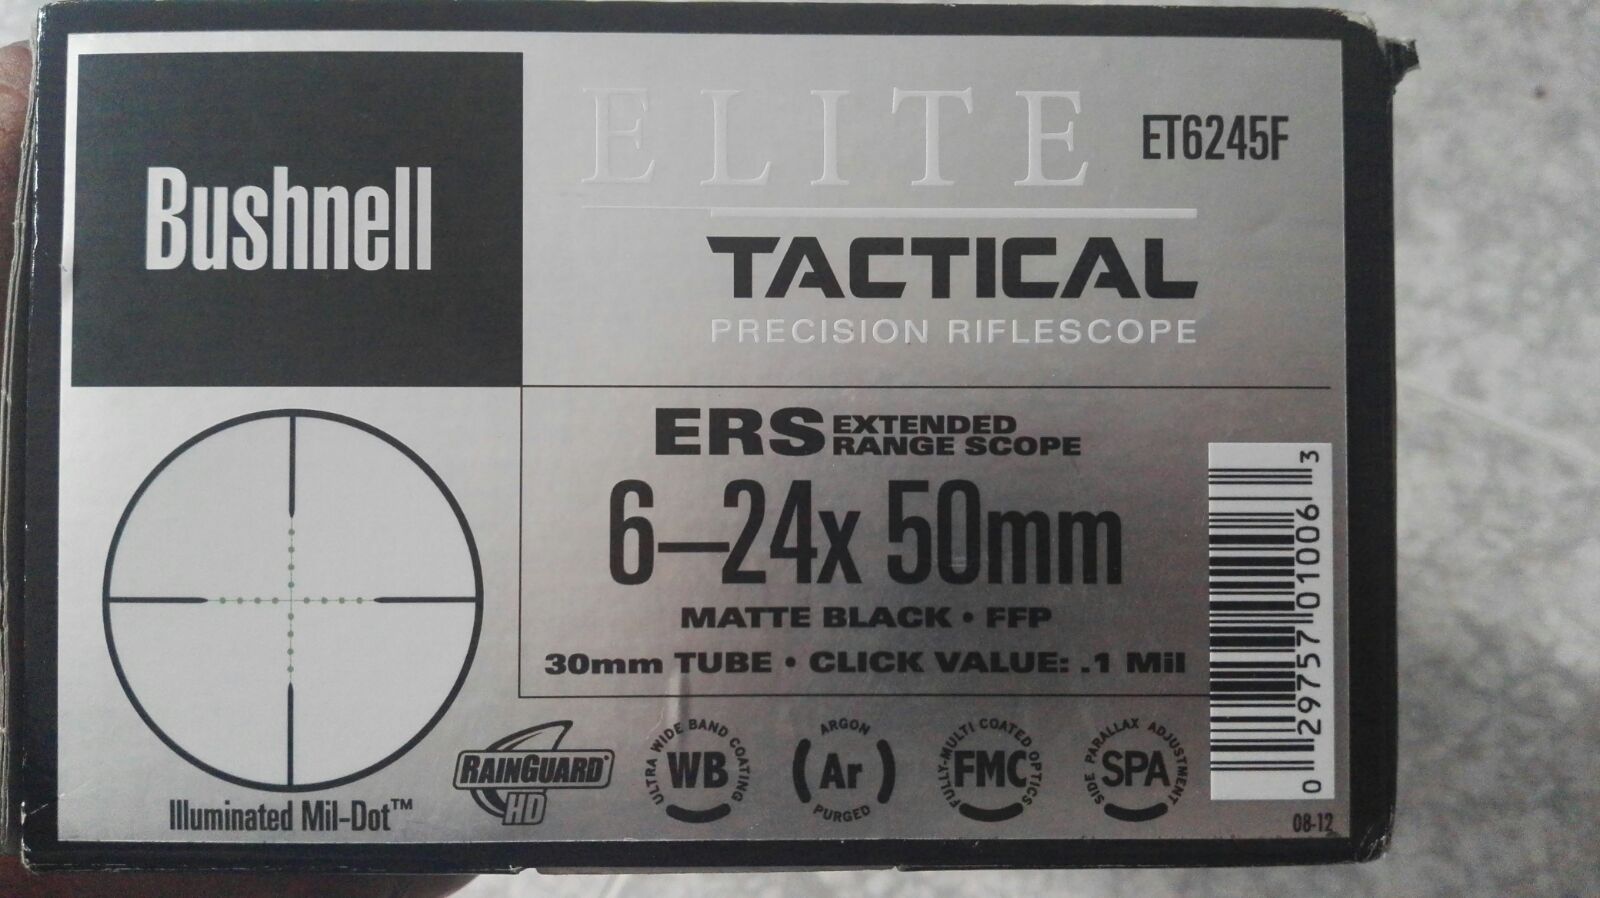 Bushnell
ELITE
ET6245F
TACTICAL
PRECISION RIFLESCOPE
ERS EXTENDED
RANGE SCOPE
6–24x 50mm
MATTE BLACK • FFP
30mm TUBE • CLICK VALUE: .1 Mil
Illuminated Mil-Dot™
RAINGUARD®
HD
ULTRA WIDE BAND COATING
WB
ARGON
Ar
PURGED
FULLY-MULTI COATED OPTICS
FMC
SIDE PARALLAX ADJUSTMENT
SPA
0 29757 01006 3
08-12